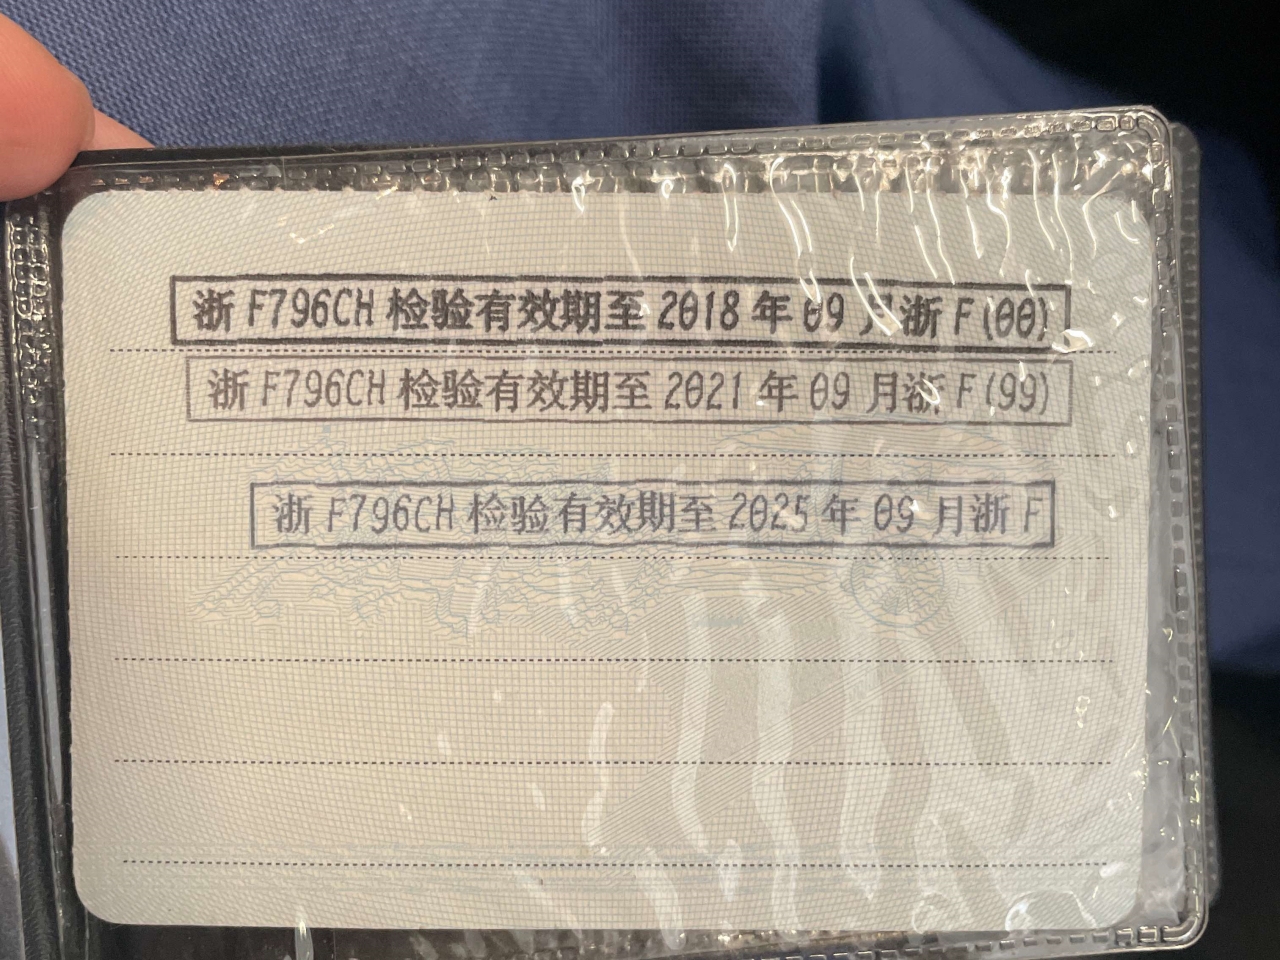 浙 F796CH 检验有效期至 2018 年 09 月浙 F(00)
浙 F796CH 检验有效期至 2021 年 09 月浙 F(99)
浙 F796CH 检验有效期至 2025 年 09 月浙 F